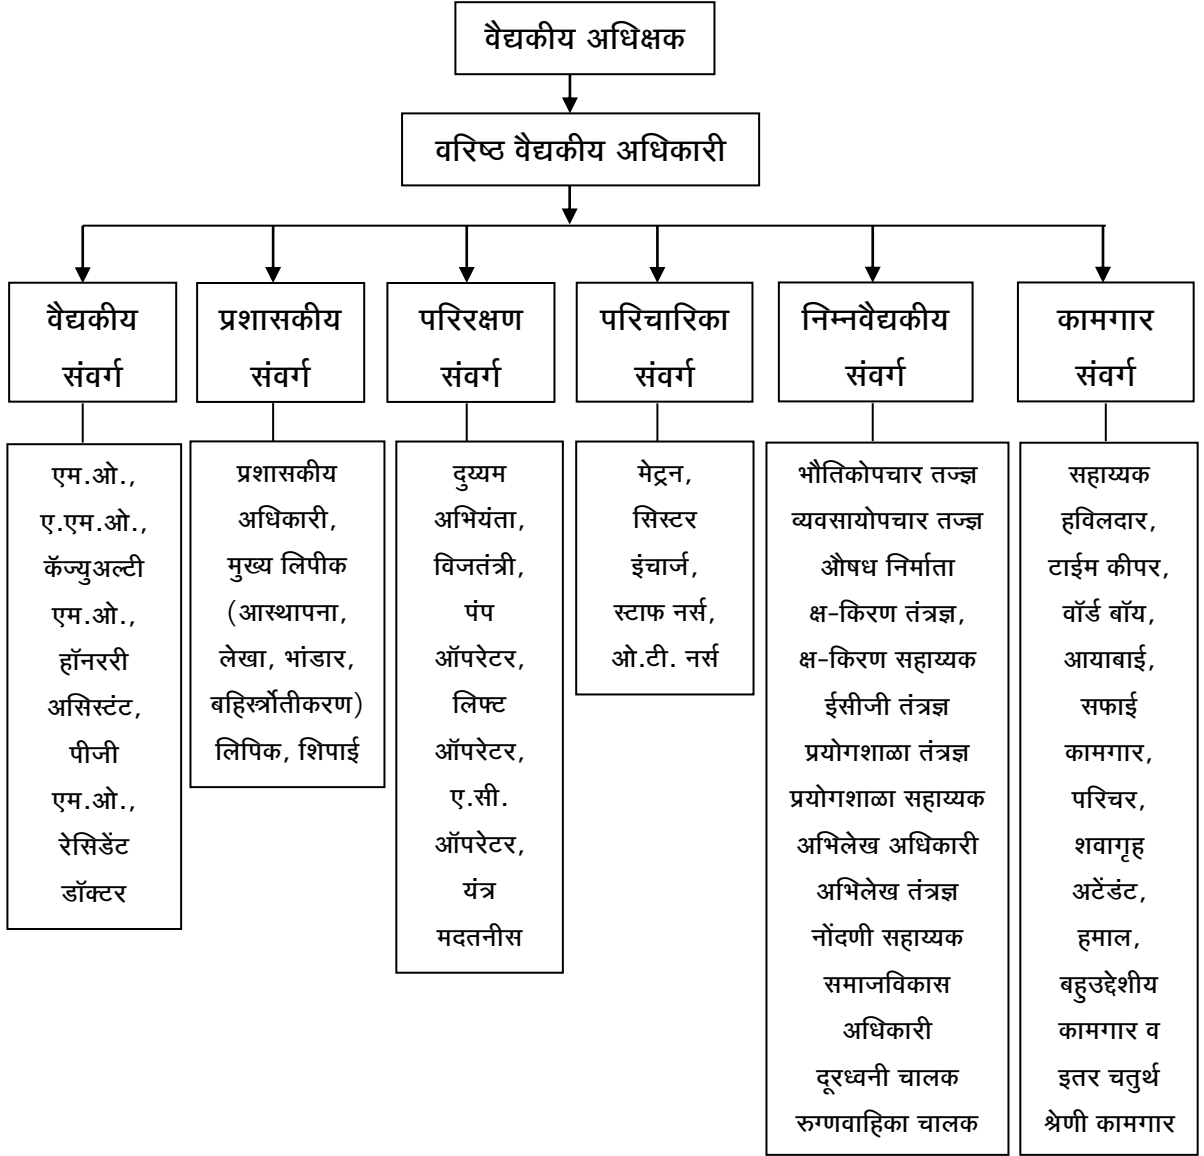 वैद्यकीय अधिक्षक
वरिष्ठ वैद्यकीय अधिकारी
वैद्यकीय
संवर्ग
प्रशासकीय
संवर्ग
परिरक्षण
संवर्ग
परिचारिका
संवर्ग
निम्नवैद्यकीय
संवर्ग
कामगार
संवर्ग
एम.ओ.,
ए.एम.ओ.,
कॅज्युअल्टी
एम.ओ.,
हॉनररी
असिस्टंट,
पीजी
एम.ओ.,
रेसिडेंट
डॉक्टर
प्रशासकीय
अधिकारी,
मुख्य लिपीक
(आस्थापना,
लेखा, भांडार,
बहिर्स्त्रोतीकरण)
लिपिक, शिपाई
दुय्यम
अभियंता,
विजतंत्री,
पंप
ऑपरेटर,
लिफ्ट
ऑपरेटर,
ए.सी.
ऑपरेटर,
यंत्र
मदतनीस
मेट्रन,
सिस्टर
इंचार्ज,
स्टाफ नर्स,
ओ.टी. नर्स
भौतिकोपचार तज्ज्ञ
व्यवसायोपचार तज्ज्ञ
औषध निर्माता
क्ष-किरण तंत्रज्ञ,
क्ष-किरण सहाय्यक
ईसीजी तंत्रज्ञ
प्रयोगशाळा तंत्रज्ञ
प्रयोगशाळा सहाय्यक
अभिलेख अधिकारी
अभिलेख तंत्रज्ञ
नोंदणी सहाय्यक
समाजविकास
अधिकारी
दूरध्वनी चालक
रुग्णवाहिका चालक
सहाय्यक
हविलदार,
टाईम कीपर,
वॉर्ड बॉय,
आयाबाई,
सफाई
कामगार,
परिचर,
शवागृह
अटेंडंट,
हमाल,
बहुउद्देशीय
कामगार व
इतर चतुर्थ
श्रेणी कामगार